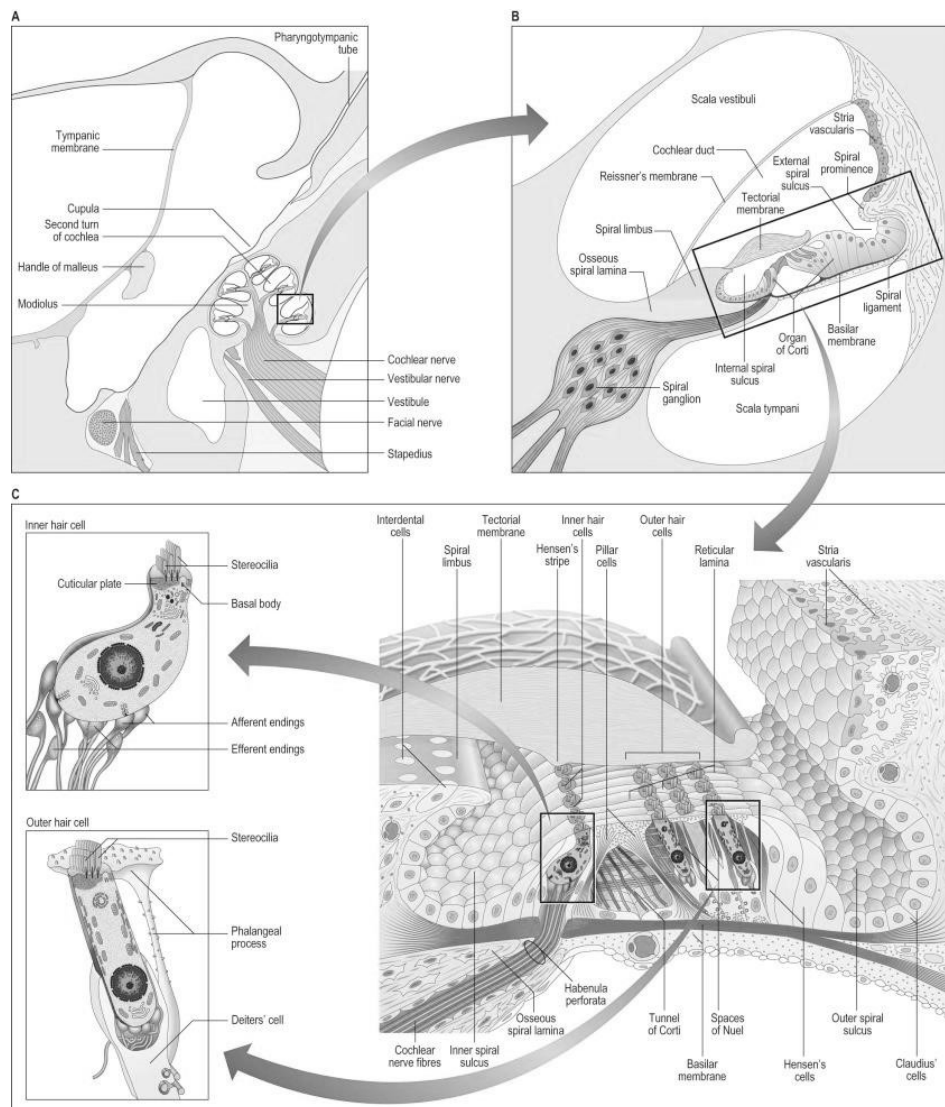 A
Pharyngotympanic
tube
Tympanic
membrane
Cupula
Second turn
of cochlea
Handle of malleus
Modiolus
Cochlear nerve
Vestibular nerve
Vestibule
Facial nerve
Stapedius
B
Scala vestibuli
Stria
vascularis
Cochlear duct
External
spiral
sulcus
Spiral
prominence
Reissner's membrane
Tectorial
membrane
Spiral limbus
Osseous
spiral lamina
Spiral
ligament
Organ
of Corti
Basilar
membrane
Internal spiral
sulcus
Spiral
ganglion
Scala tympani
C
Inner hair cell
Stereocilia
Cuticular plate
Basal body
Afferent endings
Efferent endings
Outer hair cell
Stereocilia
Phalangeal
process
Deiters' cell
Interdental
cells
Tectorial
membrane
Inner hair
cells
Outer hair
cells
Spiral
limbus
Hensen's
stripe
Pillar
cells
Reticular
lamina
Stria
vascularis
Habenula
perforata
Osseous
spiral lamina
Tunnel
of Corti
Spaces
of Nuel
Outer spiral
sulcus
Cochlear
nerve fibres
Inner spiral
sulcus
Basilar
membrane
Hensen's
cells
Claudius'
cells